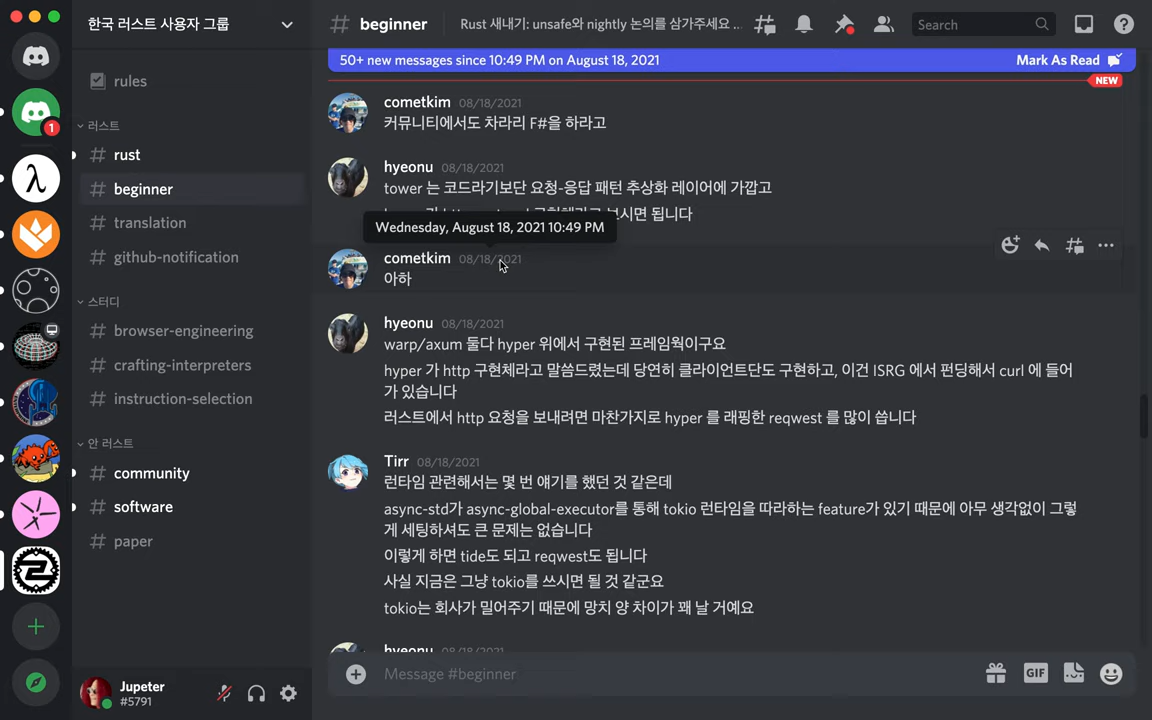 한국 러스트 사용자 그룹
beginner
Rust 새내기: unsafe와 nightly 논의를 삼가주세요 ...
Search
50+ new messages since 10:49 PM on August 18, 2021
Mark As Read
NEW
rules
러스트
rust
beginner
translation
github-notification
스터디
browser-engineering
crafting-interpreters
instruction-selection
안 러스트
community
software
paper
1
Jupeter
#5791
cometkim 08/18/2021
커뮤니티에서도 차라리 F#을 하라고
hyeonu 08/18/2021
tower 는 코드라기보단 요청-응답 패턴 추상화 레이어에 가깝고
보시면 됩니다
Wednesday, August 18, 2021 10:49 PM
cometkim 08/18/2021
아하
hyeonu 08/18/2021
warp/axum 둘다 hyper 위에서 구현된 프레임웍이구요
hyper 가 http 구현체라고 말씀드렸는데 당연히 클라이언트단도 구현하고, 이건 ISRG 에서 펀딩해서 curl 에 들어
가 있습니다
러스트에서 http 요청을 보내려면 마찬가지로 hyper 를 래핑한 reqwest 를 많이 씁니다
Tirr 08/18/2021
런타임 관련해서는 몇 번 얘기를 했던 것 같은데
async-std가 async-global-executor를 통해 tokio 런타임을 따라하는 feature가 있기 때문에 아무 생각없이 그렇
게 세팅하셔도 큰 문제는 없습니다
이렇게 하면 tide도 되고 reqwest도 됩니다
사실 지금은 그냥 tokio를 쓰시면 될 것 같군요
tokio는 회사가 밀어주기 때문에 망치 양 차이가 꽤 날 거예요
hyeonu 08/18/2021
Message #beginner
GIF